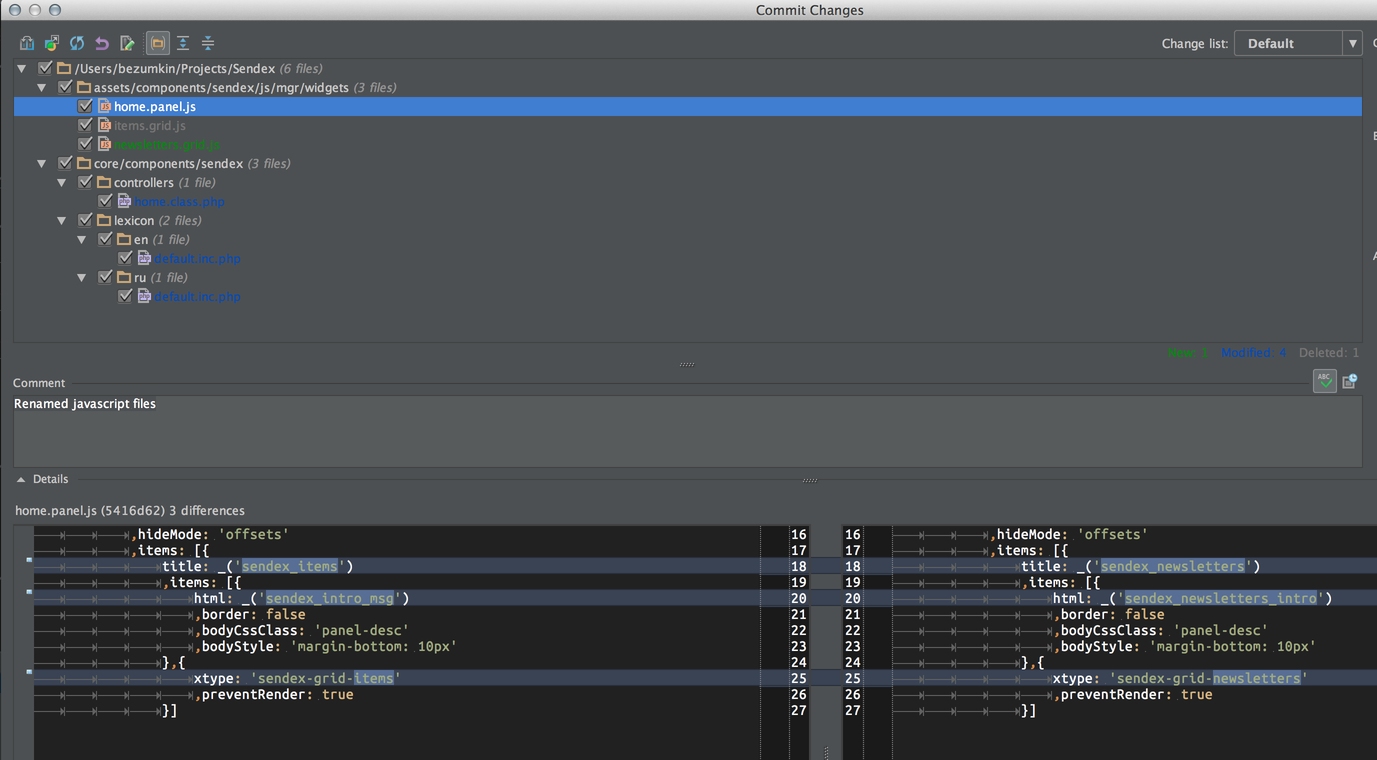 Commit Changes
Change list: Default
/Users/bezumkin/Projects/Sendex (6 files)
assets/components/sendex/js/mgr/widgets (3 files)
home.panel.js
items.grid.js
newsletters.grid.js
core/components/sendex (3 files)
controllers (1 file)
home.class.php
lexicon (2 files)
en (1 file)
default.inc.php
ru (1 file)
default.inc.php
New: 1 Modified: 4 Deleted: 1
Comment
ABC
Renamed javascript files
Details
home.panel.js (5416d62) 3 differences
,hideMode: 'offsets' 16 16 ,hideMode: 'offsets'
,items: [{ 17 17 ,items: [{
title: _('sendex_items') 18 18 title: _('sendex_newsletters')
,items: [{ 19 19 ,items: [{
html: _('sendex_intro_msg') 20 20 html: _('sendex_newsletters_intro')
,border: false 21 21 ,border: false
,bodyCssClass: 'panel-desc' 22 22 ,bodyCssClass: 'panel-desc'
,bodyStyle: 'margin-bottom: 10px' 23 23 ,bodyStyle: 'margin-bottom: 10px'
},{ 24 24 },{
xtype: 'sendex-grid-items' 25 25 xtype: 'sendex-grid-newsletters'
,preventRender: true 26 26 ,preventRender: true
}] 27 27 }]